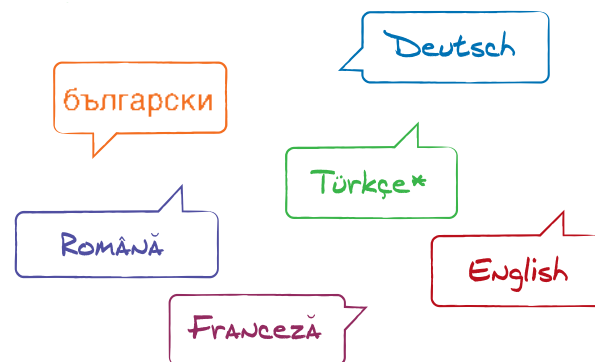 Deutsch
български
Türkçe*
Română
English
Franceză